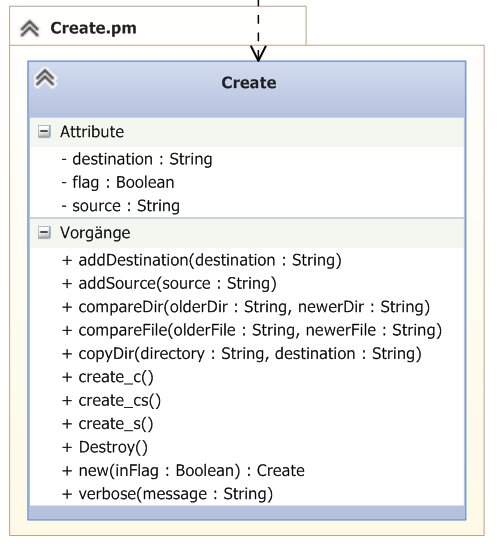 Create.pm
Create
Attribute
- destination : String
- flag : Boolean
- source : String
Vorgänge
+ addDestination(destination : String)
+ addSource(source : String)
+ compareDir(olderDir : String, newerDir : String)
+ compareFile(olderFile : String, newerFile : String)
+ copyDir(directory : String, destination : String)
+ create_c()
+ create_cs()
+ create_s()
+ Destroy()
+ new(inFlag : Boolean) : Create
+ verbose(message : String)